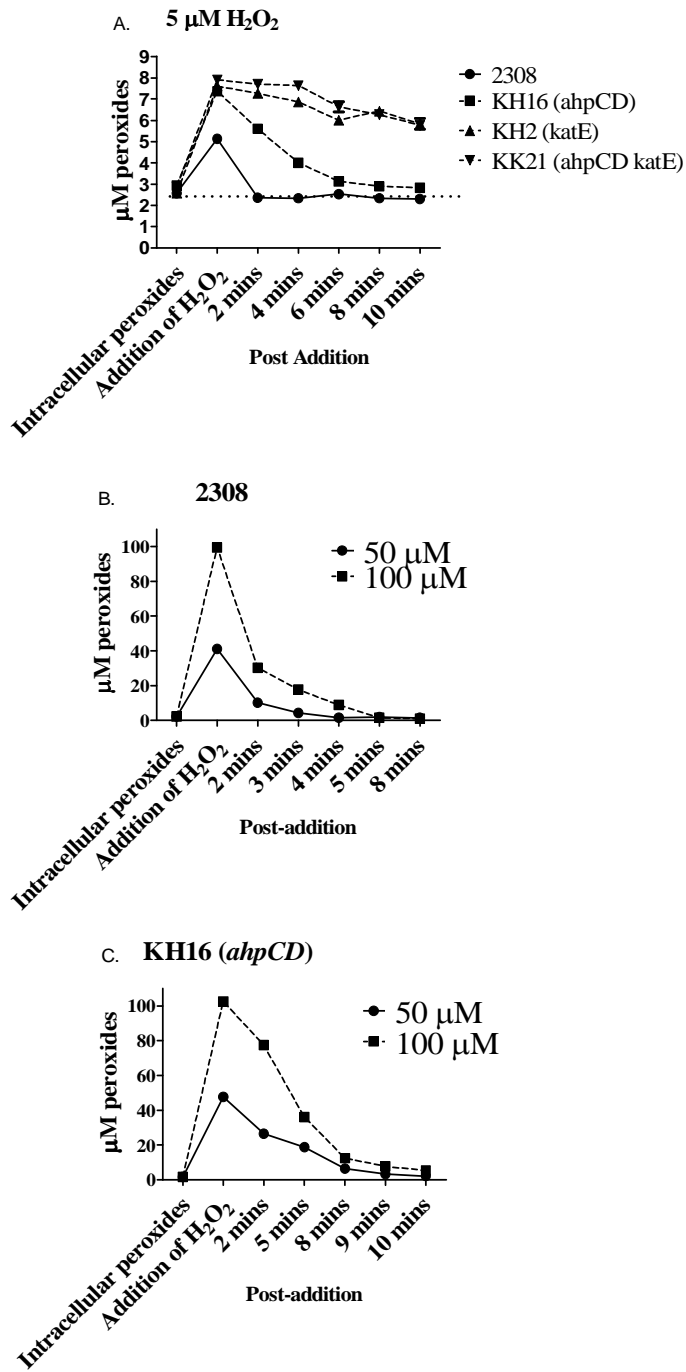 A. 5 μM H₂O₂
μM peroxides
9
8
7
6
5
4
3
2
1
0
2308
KH16 (ahpCD)
KH2 (katE)
KK21 (ahpCD katE)
Intracellular peroxides
Addition of H₂O₂
2 mins
4 mins
6 mins
8 mins
10 mins
Post Addition
B. 2308
μM peroxides
100
80
60
40
20
0
50 μM
100 μM
Intracellular peroxides
Addition of H₂O₂
2 mins
3 mins
4 mins
5 mins
8 mins
Post-addition
C. KH16 (ahpCD)
μM peroxides
100
80
60
40
20
0
50 μM
100 μM
Intracellular peroxides
Addition of H₂O₂
2 mins
5 mins
8 mins
9 mins
10 mins
Post-addition